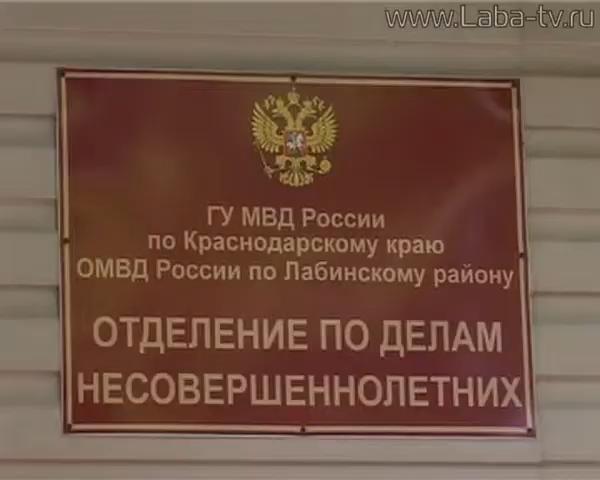 www.Laba-tv.ru
ГУ МВД России
по Краснодарскому краю
ОМВД России по Лабинскому району
ОТДЕЛЕНИЕ ПО ДЕЛАМ
НЕСОВЕРШЕННОЛЕТНИХ